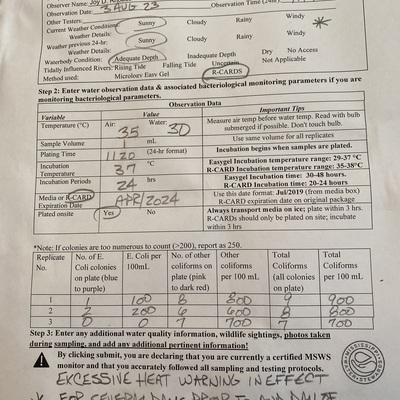 Observer Name: Joy D.
Observation Date: 3 AUG 23 Observation Time (24hr)
Other Testers:
Current Weather Condition: Sunny Cloudy Rainy Windy
Weather Details:
Weather previous 24-hr: Sunny Cloudy Rainy Windy
Weather Details:
Waterbody Condition: Adequate Depth Inadequate Depth Dry No Access
Tidally Influenced Rivers: Rising Tide Falling Tide Uncertain Not Applicable
Method used: Micrology Easy Gel R-CARDS
Step 2: Enter water observation data & associated bacteriological monitoring parameters if you are
monitoring bacteriological parameters.
Observation Data
Variable Value Important Tips
Temperature (°C) Air: 35 Water: 30 Measure air temp before water temp. Read with bulb
submerged if possible. Don't touch bulb.
Sample Volume 1 mL Use same volume for all replicates
Plating Time 1120 (24-hr format) Incubation begins when samples are plated.
Incubation Temperature 37 °C Easygel Incubation temperature range: 29-37 °C
R-CARD Incubation temperature range: 35-38°C
Incubation Periods 24 hrs Easygel Incubation time: 30-48 hours.
R-CARD Incubation time: 20-24 hours
Media or R-CARD Expiration Date APR/2024 Use this date format: Jul/2019 (from media box)
R-CARD expiration date on original package
Plated onsite Yes No Always transport media on ice; plate within 3 hrs.
R-CARDs should only be plated on site; incubate
within 3 hrs
*Note: If colonies are too numerous to count (>200), report as 250.
Replicate No. No. of E. Coli colonies on plate (blue to purple) E. Coli per 100mL No. of other coliforms on plate (pink to dark red) Other coliforms per 100 mL Total Coliforms (all colonies on plate) Total Coliforms per 100 mL
1 1 100 8 800 9 900
2 2 200 6 600 8 800
3 0 0 7 700 7 700
Step 3: Enter any additional water quality information, wildlife sightings, photos taken
during sampling, and add any additional pertinent information!
By clicking submit, you are declaring that you are currently a certified MSWS
monitor and that you accurately followed all sampling and testing protocols.
EXCESSIVE HEAT WARNING IN EFFECT